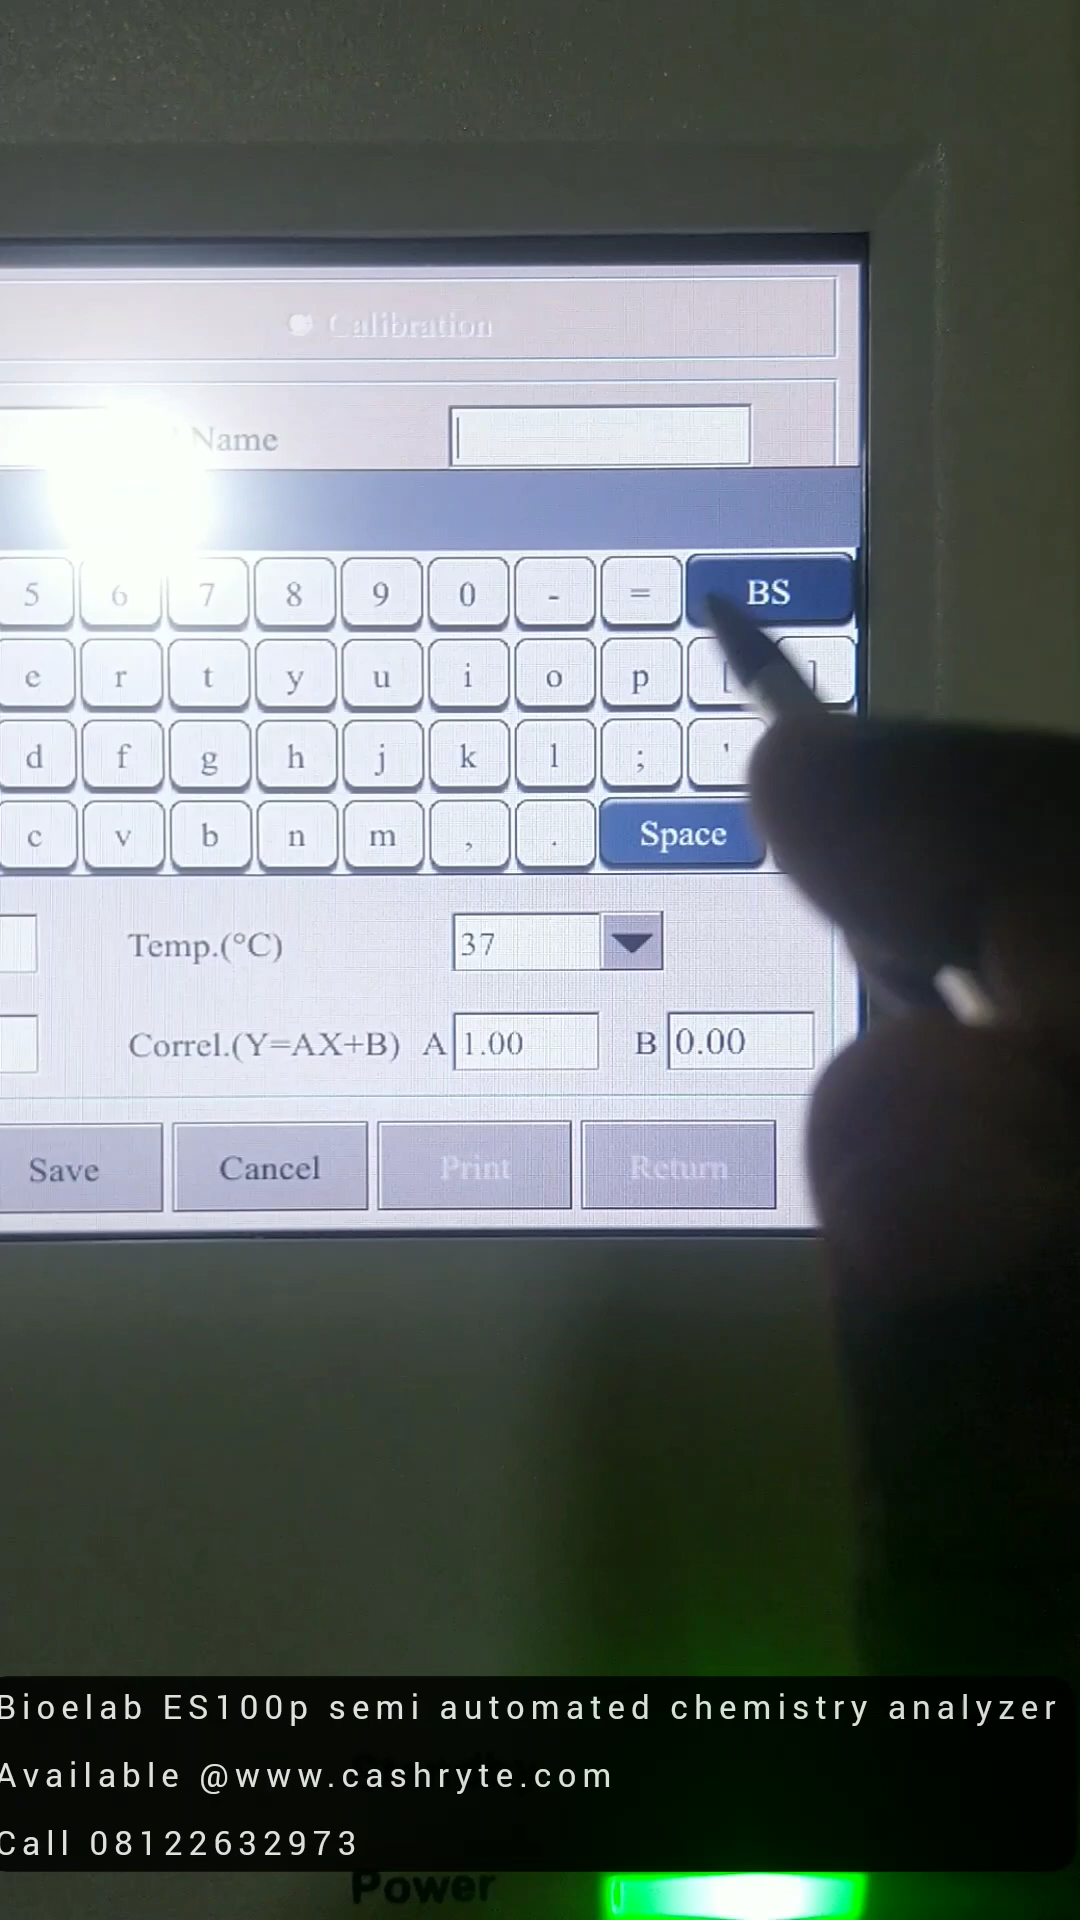 Calibration
Name
5 6 7 8 9 0 - = BS
e r t y u i o p [ ]
d f g h j k l ; '
c v b n m , . Space
Temp.(°C) 37
Correl.(Y=AX+B) A 1.00 B 0.00
Save Cancel Print Return
Bioelab ES100p semi automated chemistry analyzer
Available @www.cashryte.com
Call 08122632973
Power